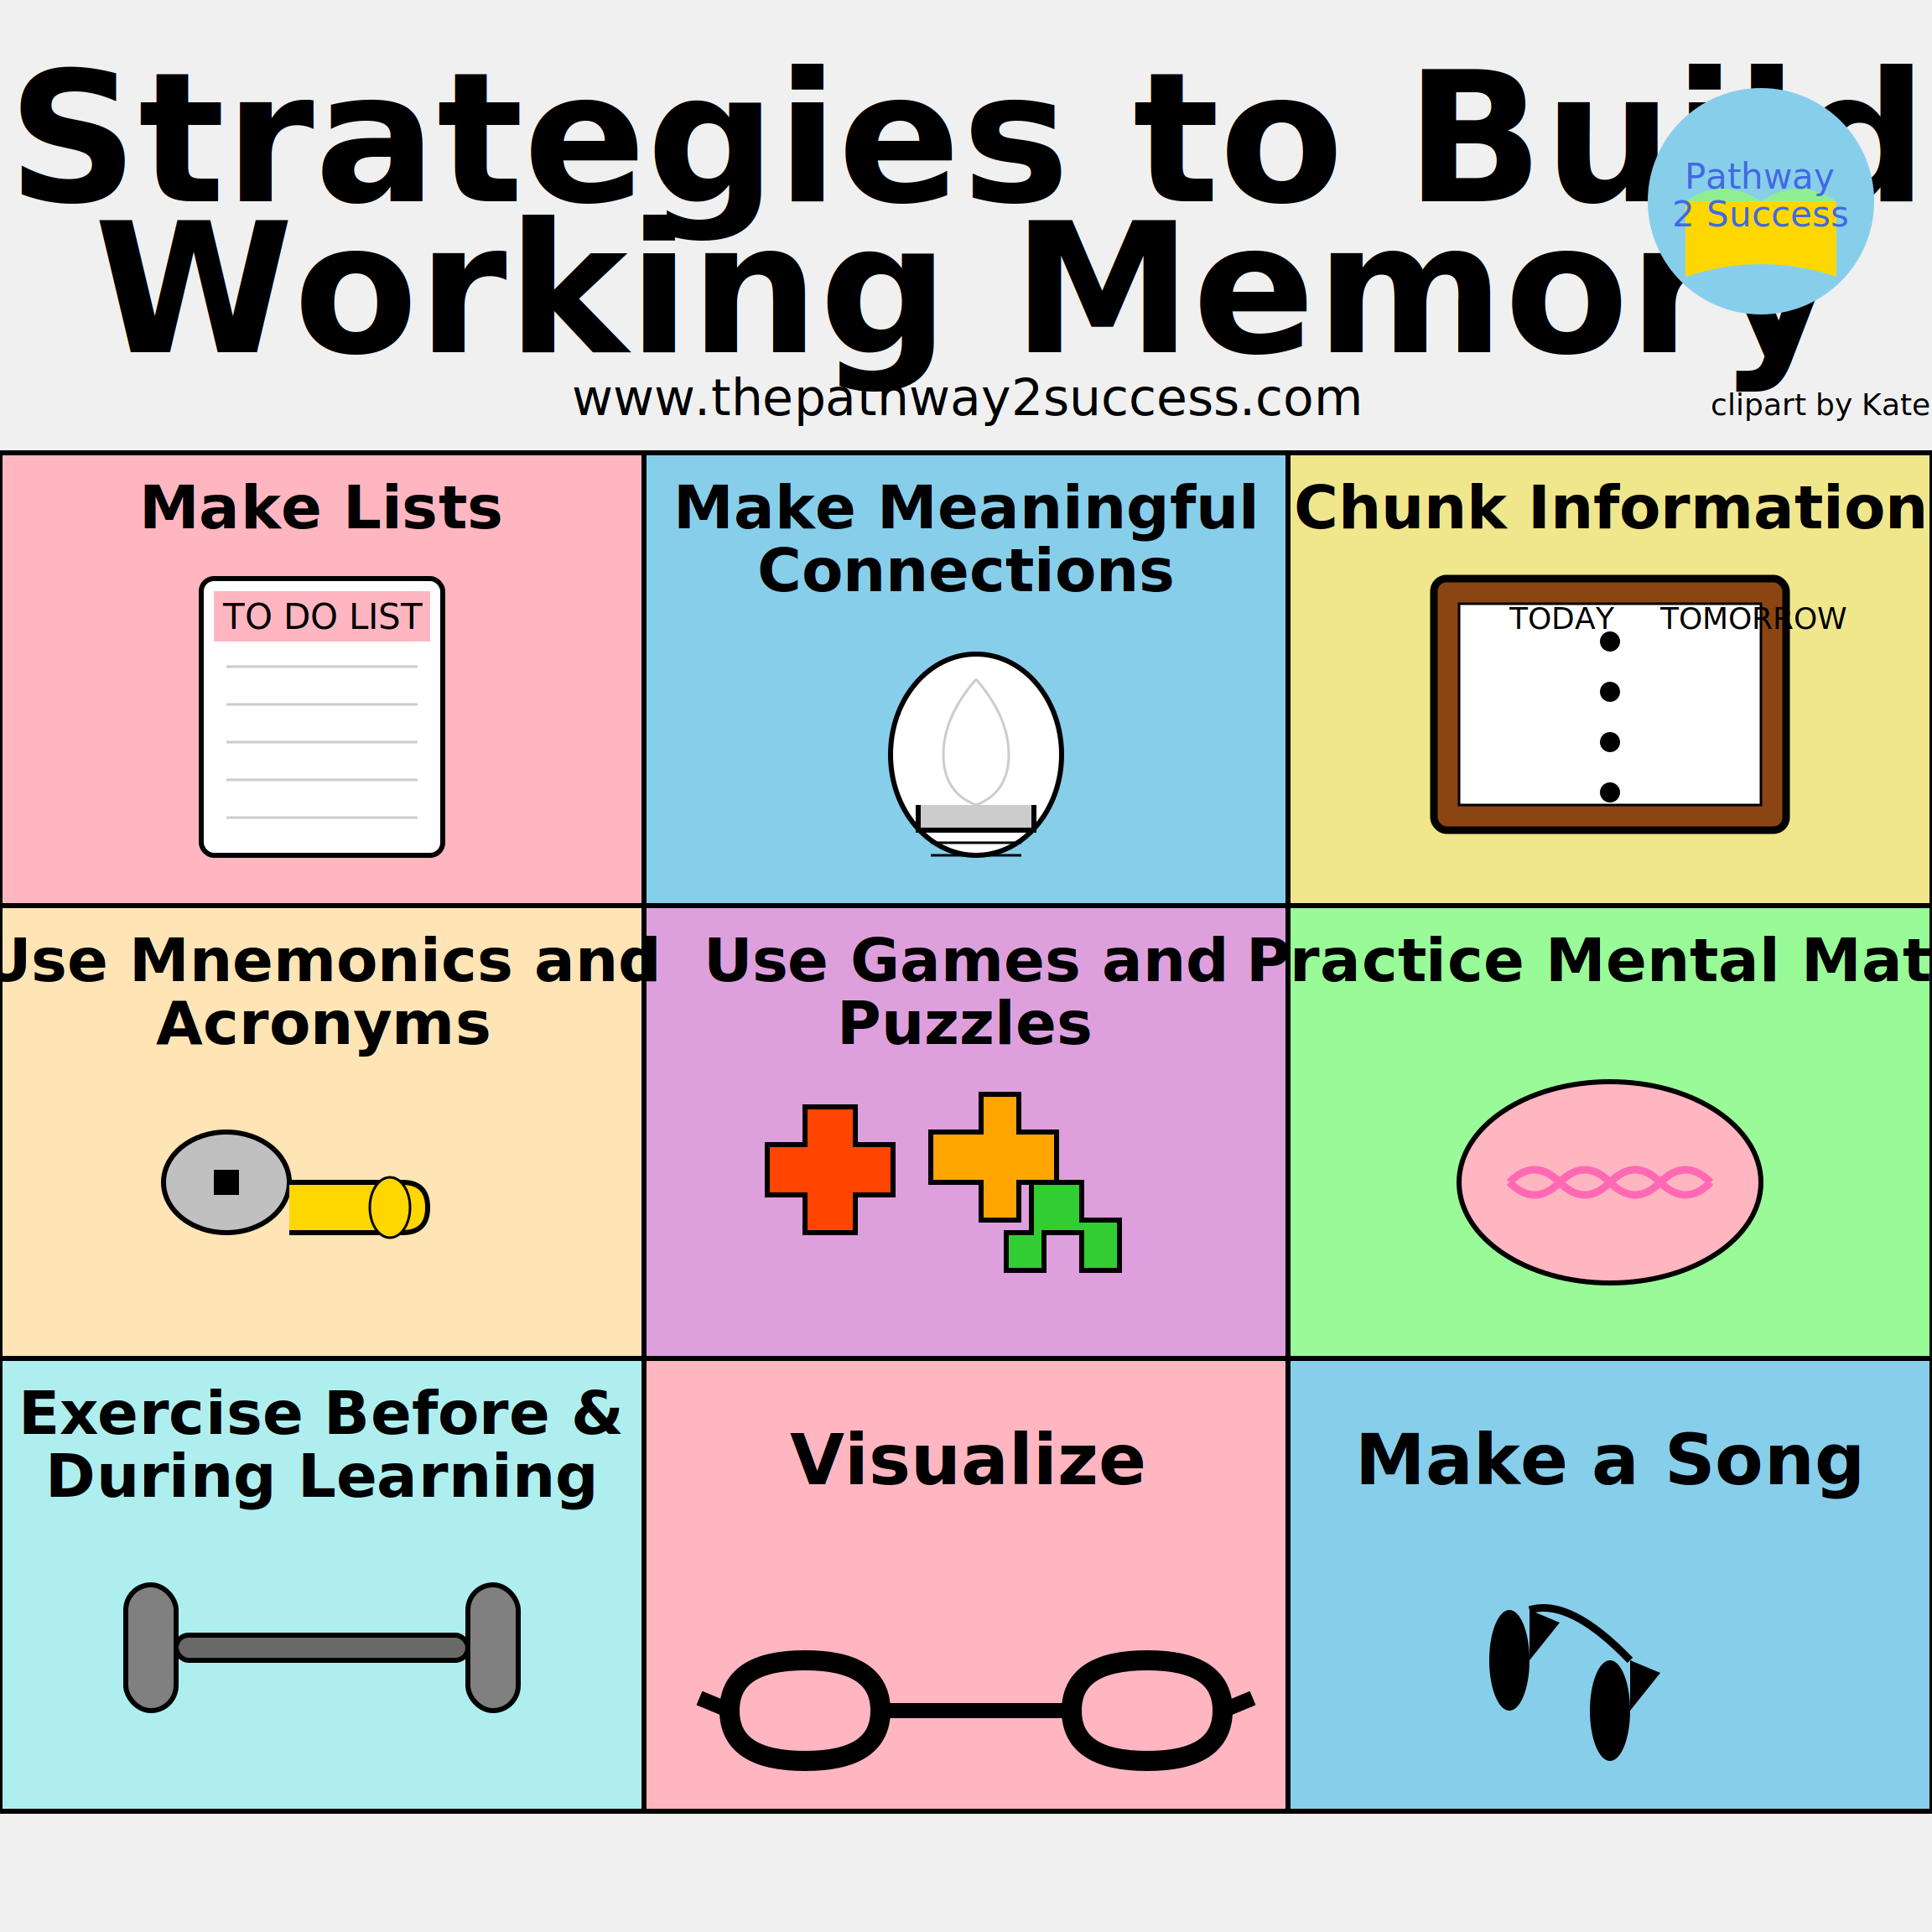 Strategies to Build
Working Memory
Pathway
2 Success
www.thepathway2success.com
clipart by Kate
Make Lists
TO DO LIST
Make Meaningful
Connections
Chunk Information
TODAY TOMORROW
Use Mnemonics and
Acronyms
Use Games and
Puzzles
Practice Mental Mat
Exercise Before &
During Learning
Visualize
Make a Song